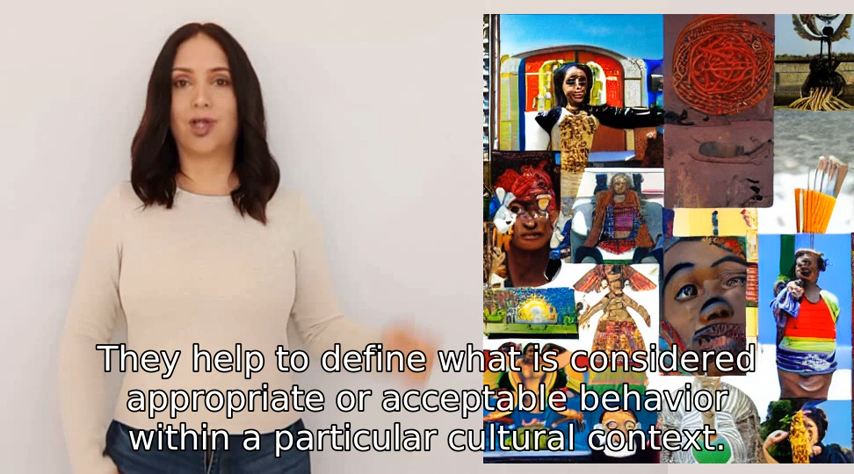 They help to define what is considered
appropriate or acceptable behavior
within a particular cultural context.